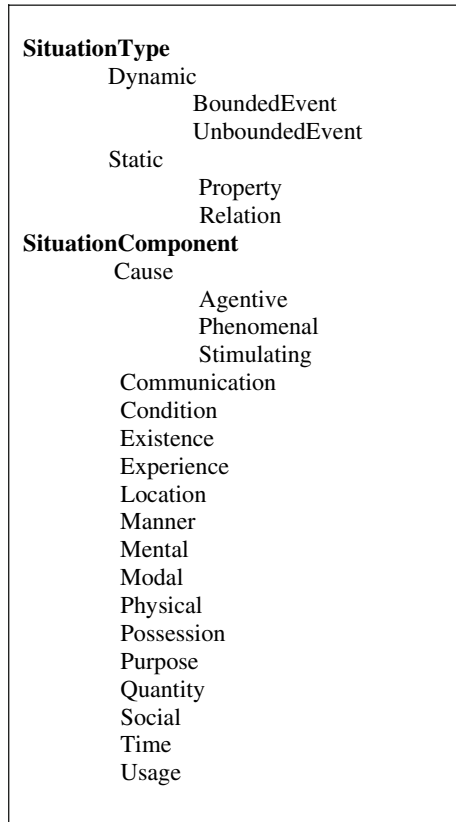 SituationType
Dynamic
BoundedEvent
UnboundedEvent
Static
Property
Relation
SituationComponent
Cause
Agentive
Phenomenal
Stimulating
Communication
Condition
Existence
Experience
Location
Manner
Mental
Modal
Physical
Possession
Purpose
Quantity
Social
Time
Usage